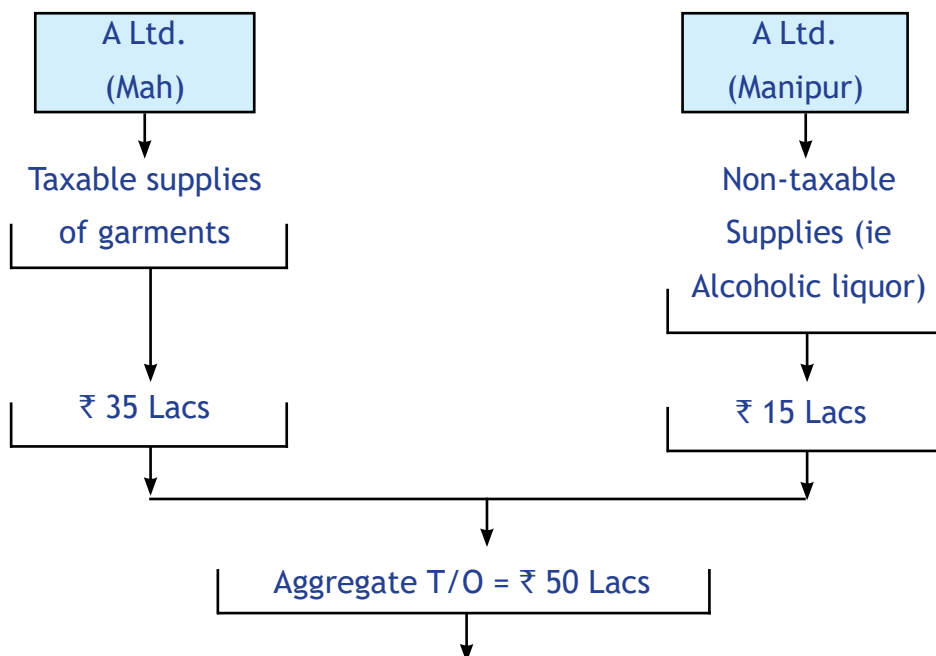 A Ltd.
(Mah)
A Ltd.
(Manipur)
Taxable supplies
of garments
Non-taxable
Supplies (ie
Alcoholic liquor)
₹ 35 Lacs
₹ 15 Lacs
Aggregate T/O = ₹ 50 Lacs